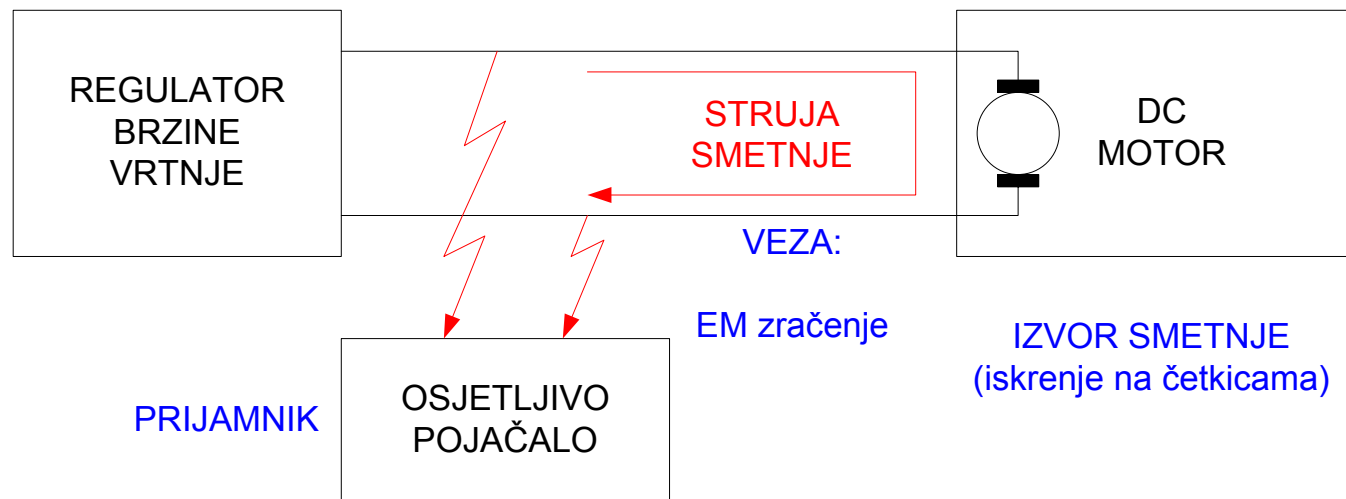 REGULATOR
BRZINE
VRTNJE
STRUJA
SMETNJE
DC
MOTOR
VEZA:
EM zračenje
IZVOR SMETNJE
(iskrenje na četkicama)
PRIJAMNIK
OSJETLJIVO
POJAČALO